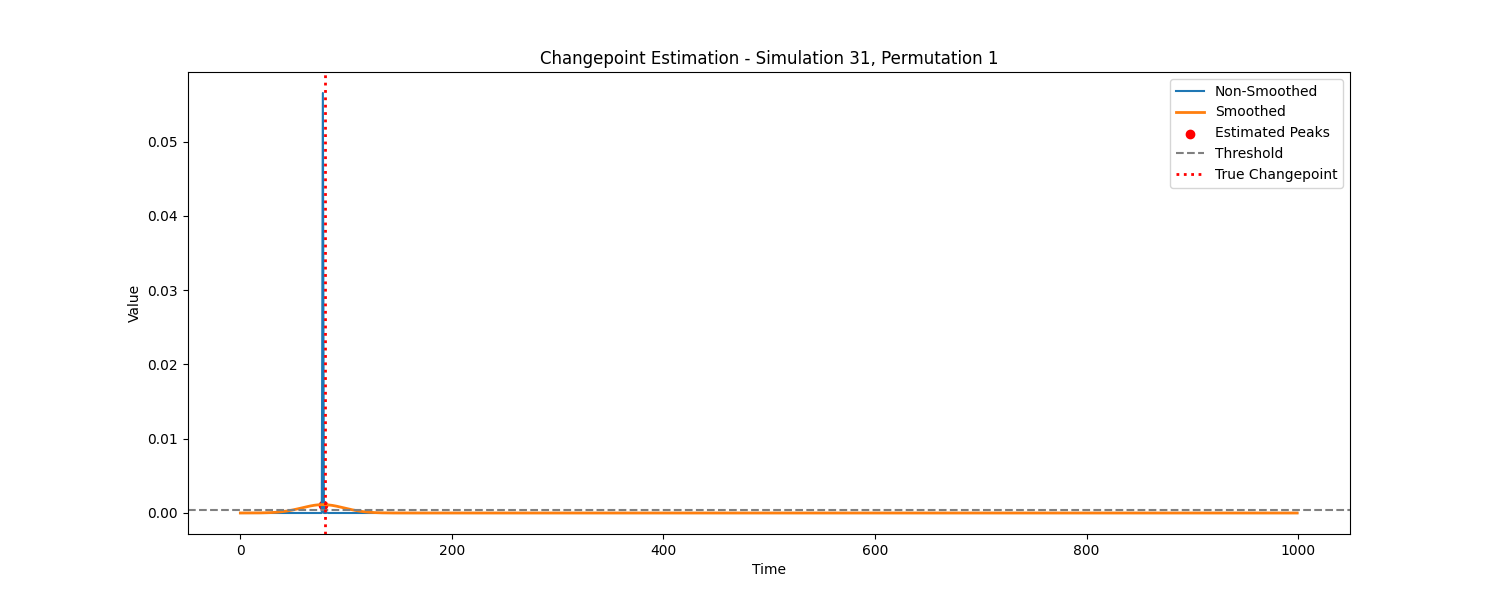 Changepoint Estimation - Simulation 31, Permutation 1
Non-Smoothed
Smoothed
Estimated Peaks
Threshold
True Changepoint
Value
0.05
0.04
0.03
0.02
0.01
0.00
0 200 400 600 800 1000
Time